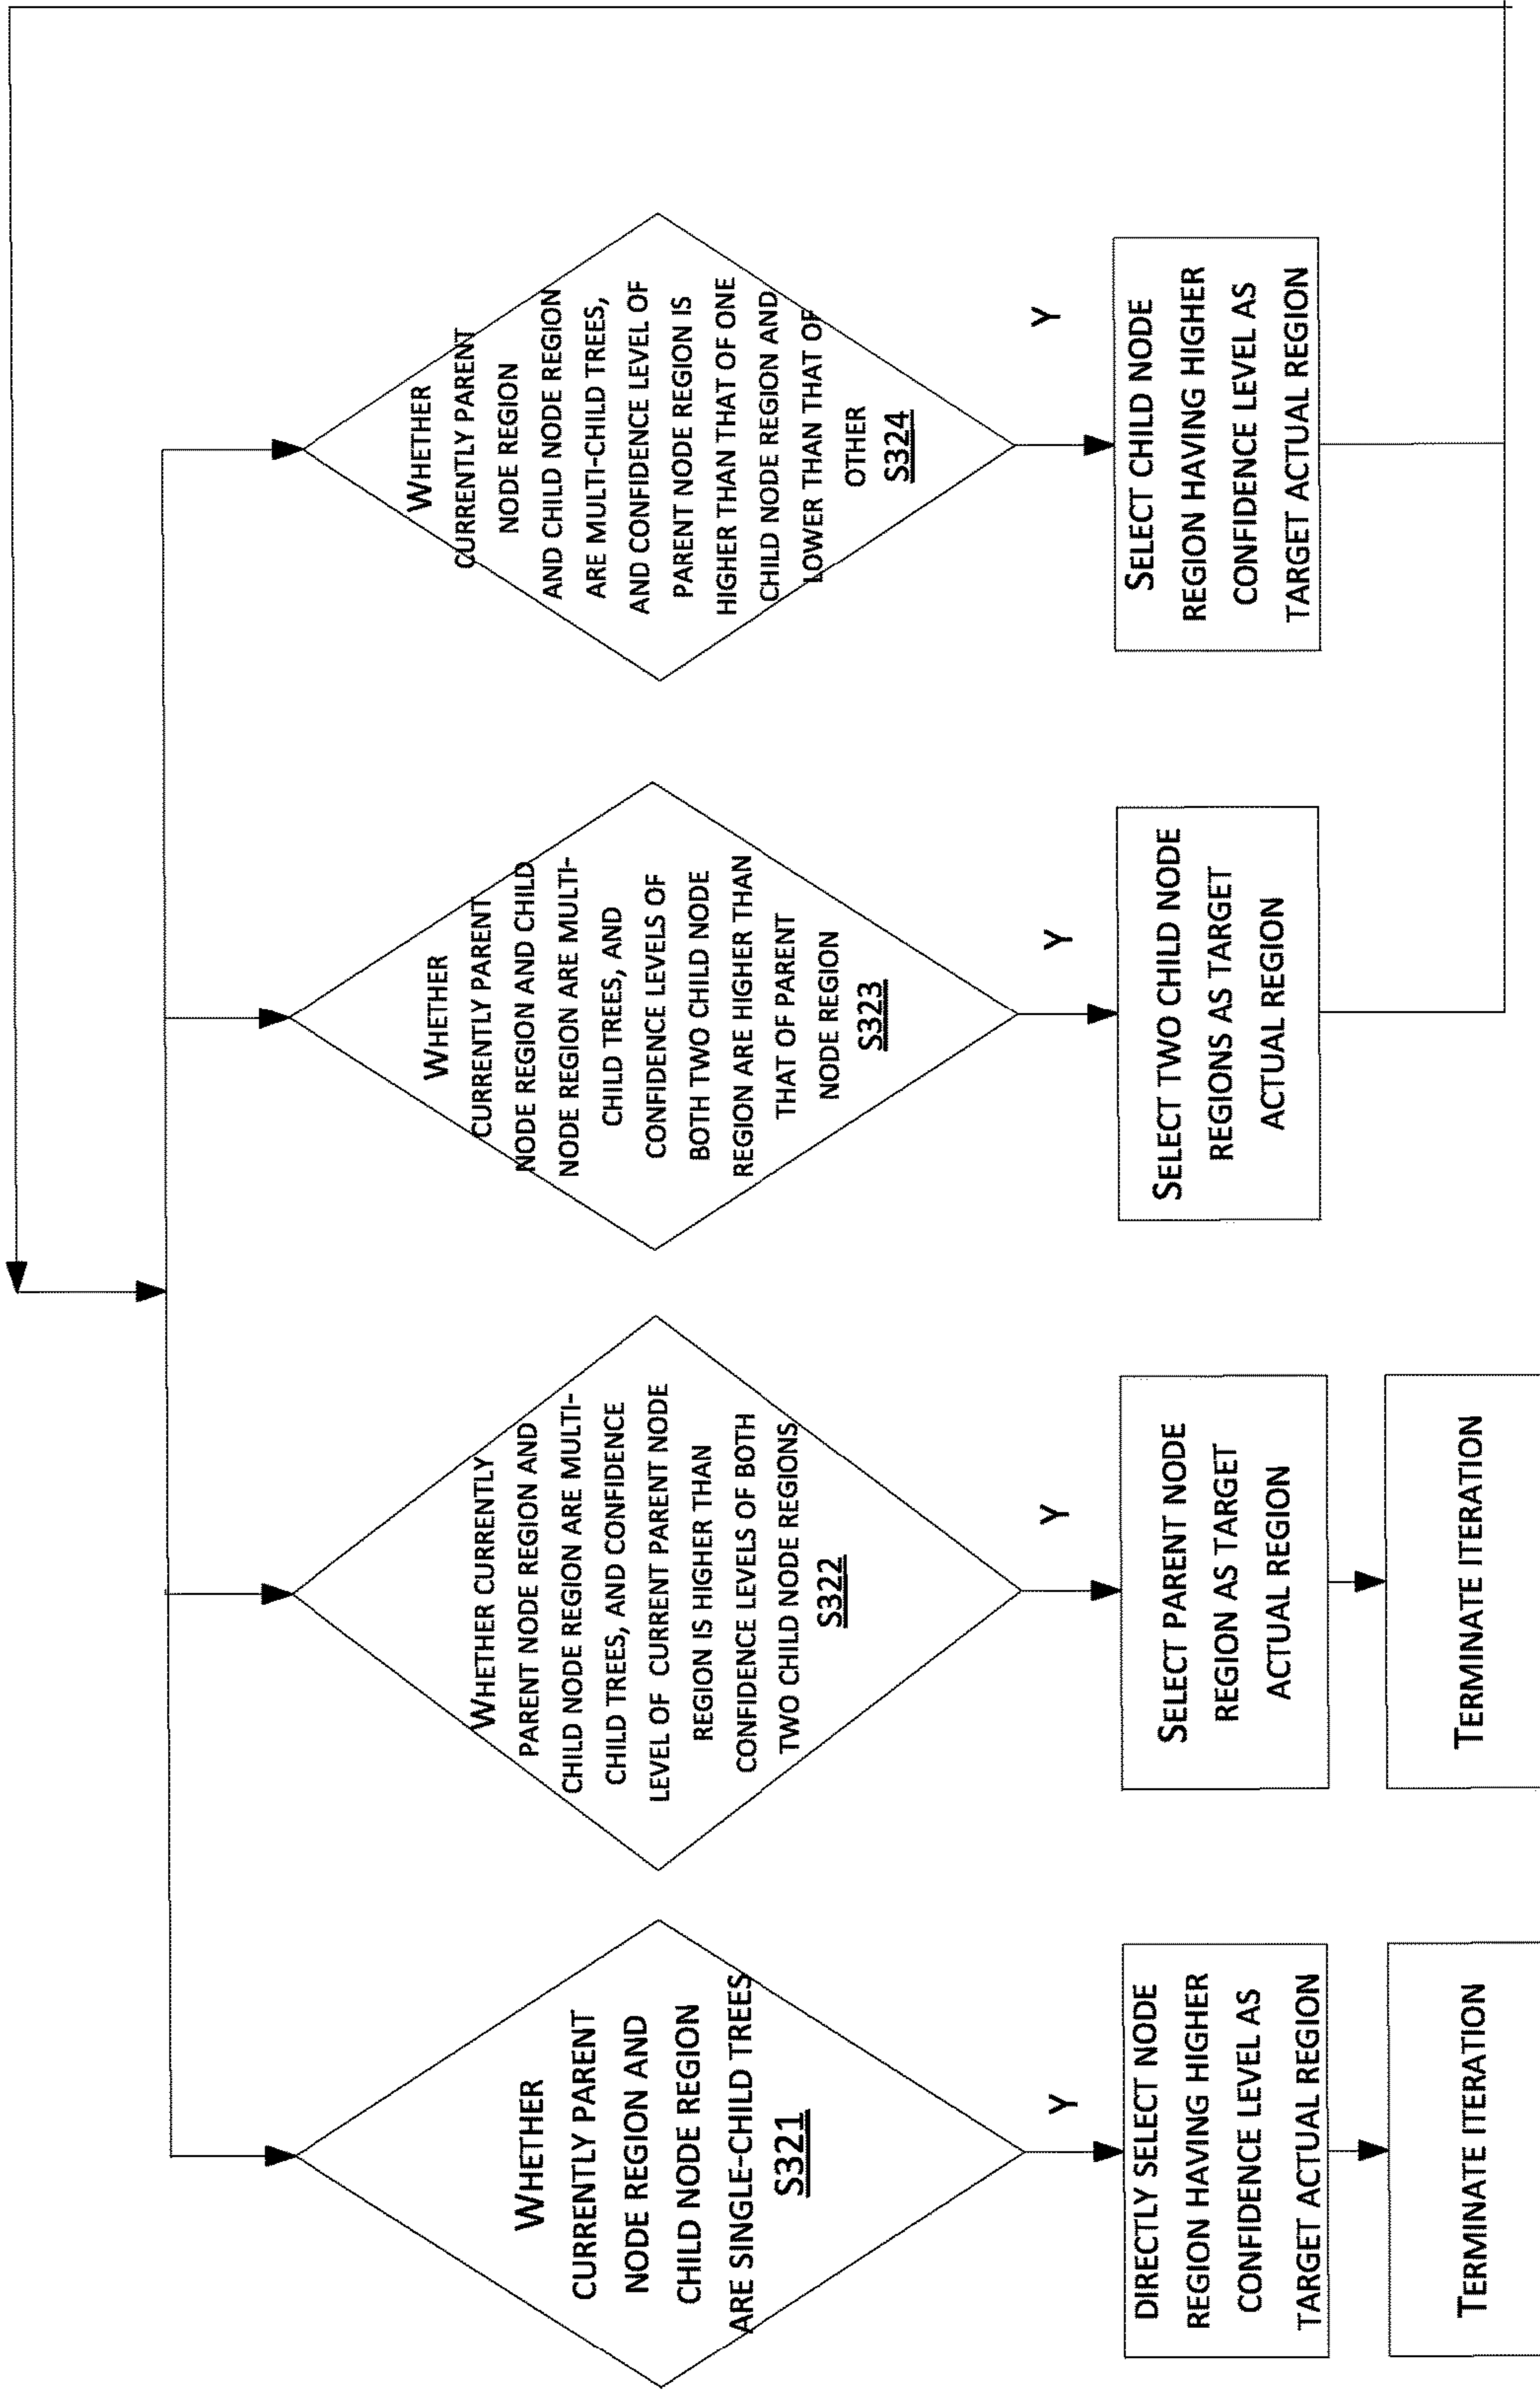 WHETHER
CURRENTLY PARENT
NODE REGION AND
CHILD NODE REGION
ARE SINGLE-CHILD TREES
S321
Y
DIRECTLY SELECT NODE
REGION HAVING HIGHER
CONFIDENCE LEVEL AS
TARGET ACTUAL REGION
TERMINATE ITERATION
WHETHER CURRENTLY
PARENT NODE REGION AND
CHILD NODE REGION ARE MULTI-
CHILD TREES, AND CONFIDENCE
LEVEL OF CURRENT PARENT NODE
REGION IS HIGHER THAN
CONFIDENCE LEVELS OF BOTH
TWO CHILD NODE REGIONS
S322
Y
SELECT PARENT NODE
REGION AS TARGET
ACTUAL REGION
TERMINATE ITERATION
WHETHER
CURRENTLY PARENT
NODE REGION AND CHILD
NODE REGION ARE MULTI-
CHILD TREES, AND
CONFIDENCE LEVELS OF
BOTH TWO CHILD NODE
REGION ARE HIGHER THAN
THAT OF PARENT
NODE REGION
S323
Y
SELECT TWO CHILD NODE
REGIONS AS TARGET
ACTUAL REGION
WHETHER
CURRENTLY PARENT
NODE REGION
AND CHILD NODE REGION
ARE MULTI-CHILD TREES,
AND CONFIDENCE LEVEL OF
PARENT NODE REGION IS
HIGHER THAN THAT OF ONE
CHILD NODE REGION AND
LOWER THAN THAT OF
OTHER
S324
Y
SELECT CHILD NODE
REGION HAVING HIGHER
CONFIDENCE LEVEL AS
TARGET ACTUAL REGION